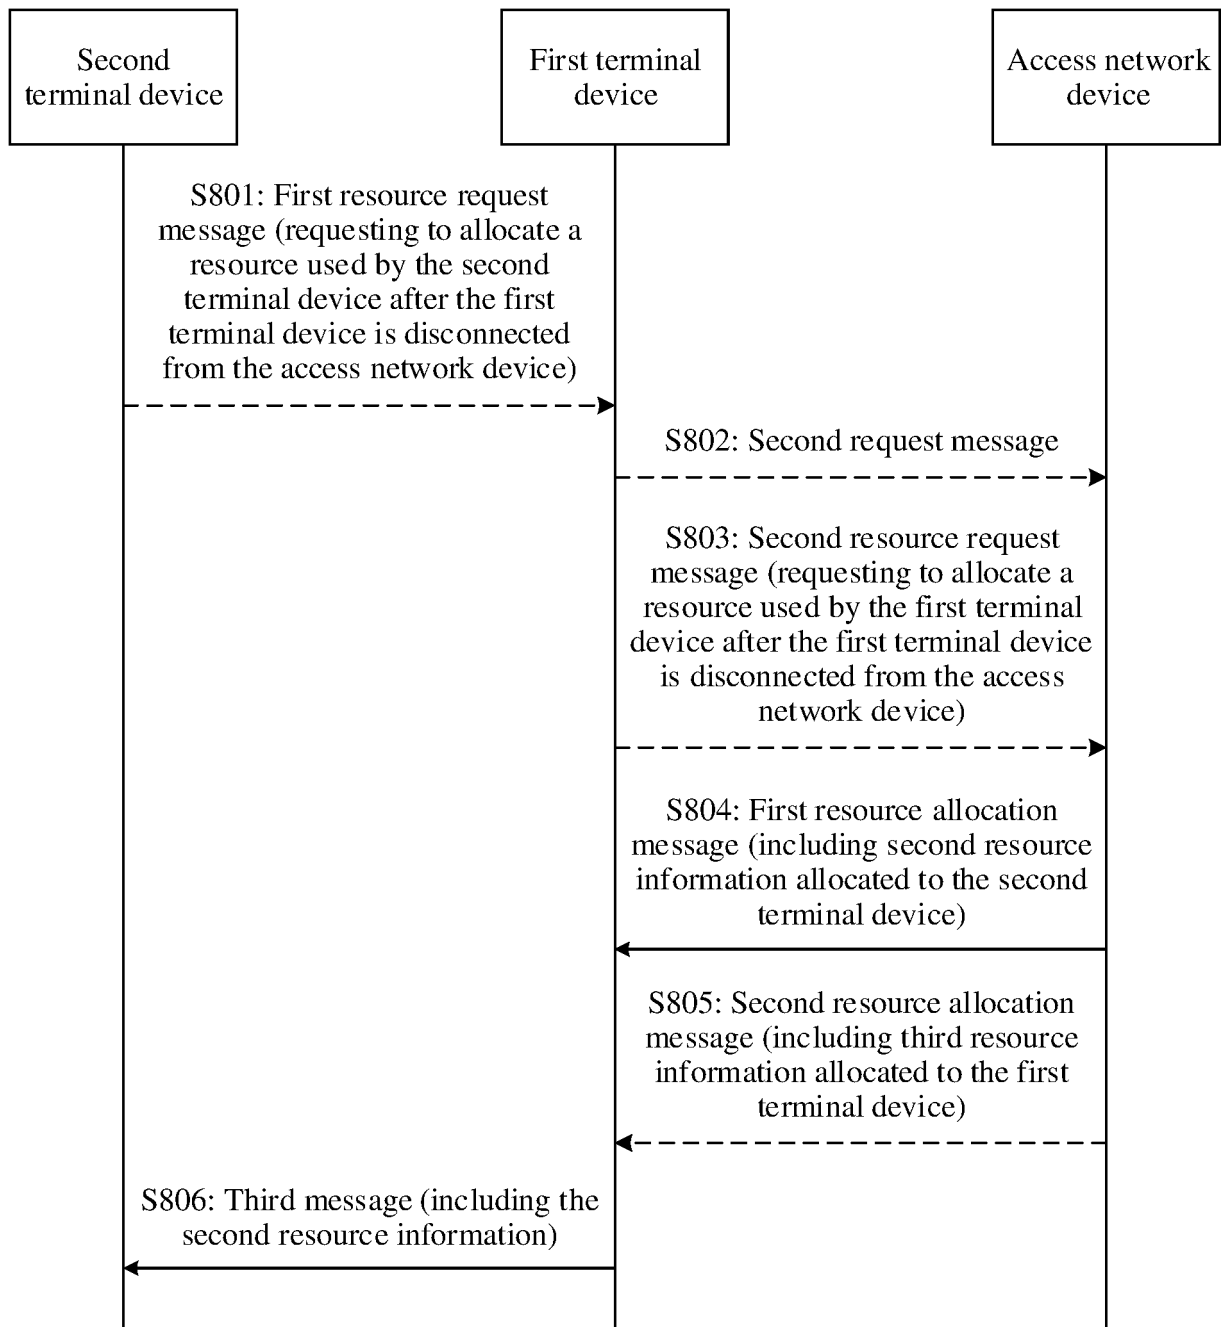 Second
terminal device
First terminal
device
Access network
device
S801: First resource request
message (requesting to allocate a
resource used by the second
terminal device after the first
terminal device is disconnected
from the access network device)
S802: Second request message
S803: Second resource request
message (requesting to allocate a
resource used by the first terminal
device after the first terminal device
is disconnected from the access
network device)
S804: First resource allocation
message (including second resource
information allocated to the second
terminal device)
S805: Second resource allocation
message (including third resource
information allocated to the first
terminal device)
S806: Third message (including the
second resource information)